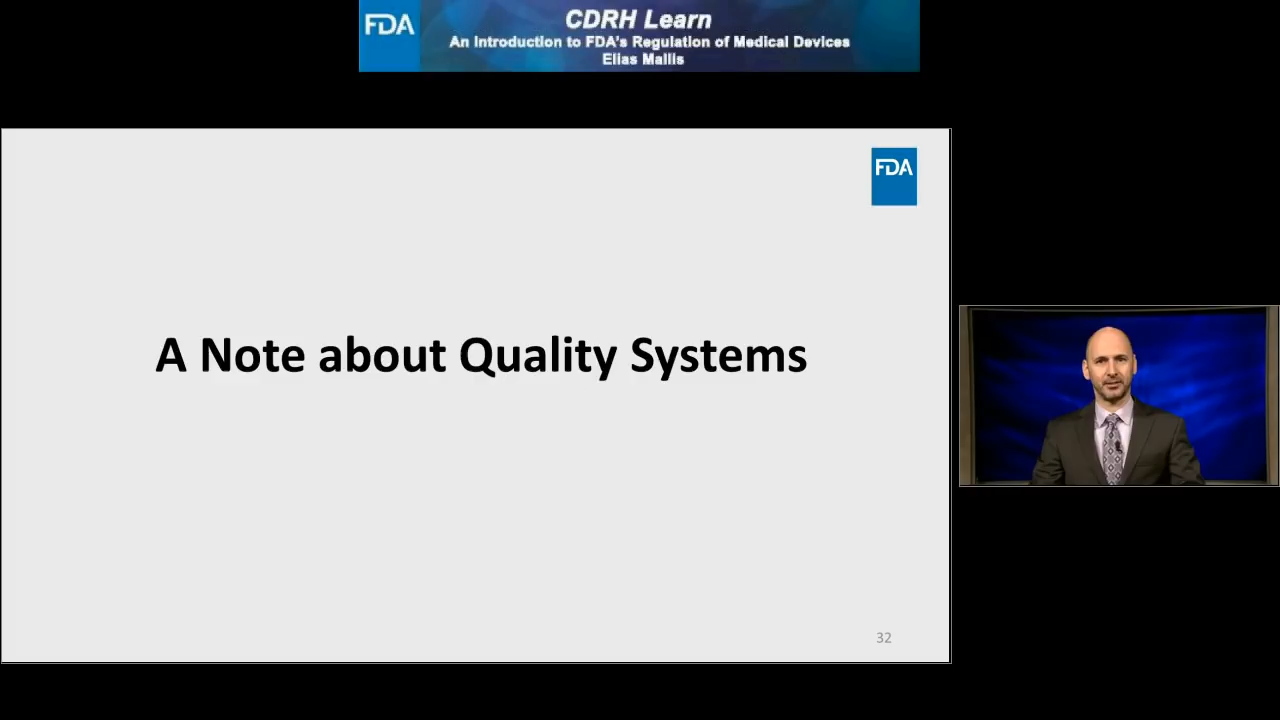 FDA
CDRH Learn
An Introduction to FDA's Regulation of Medical Devices
Elias Mallis
FDA
A Note about Quality Systems
32